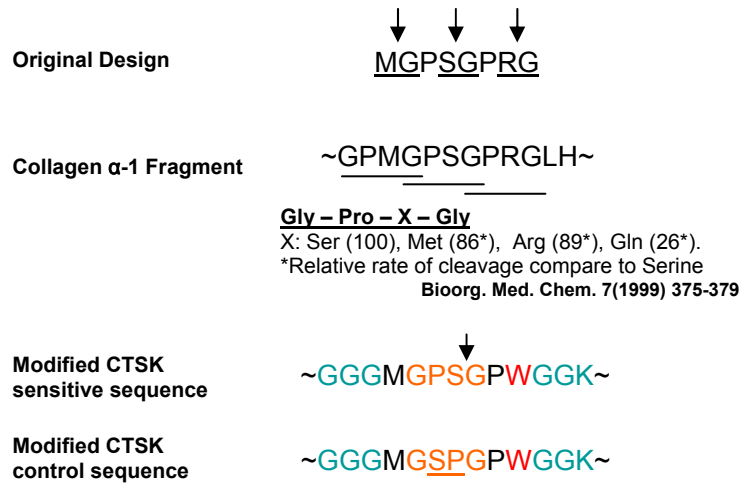 Original Design MGPSGPRG
Collagen α-1 Fragment ~GPMGPSGPRGLH~
Gly – Pro – X – Gly
X: Ser (100), Met (86*), Arg (89*), Gln (26*).
*Relative rate of cleavage compare to Serine
Bioorg. Med. Chem. 7(1999) 375-379
Modified CTSK
sensitive sequence ~GGGMGPSGPWGGK~
Modified CTSK
control sequence ~GGGMGSPGPWGGK~